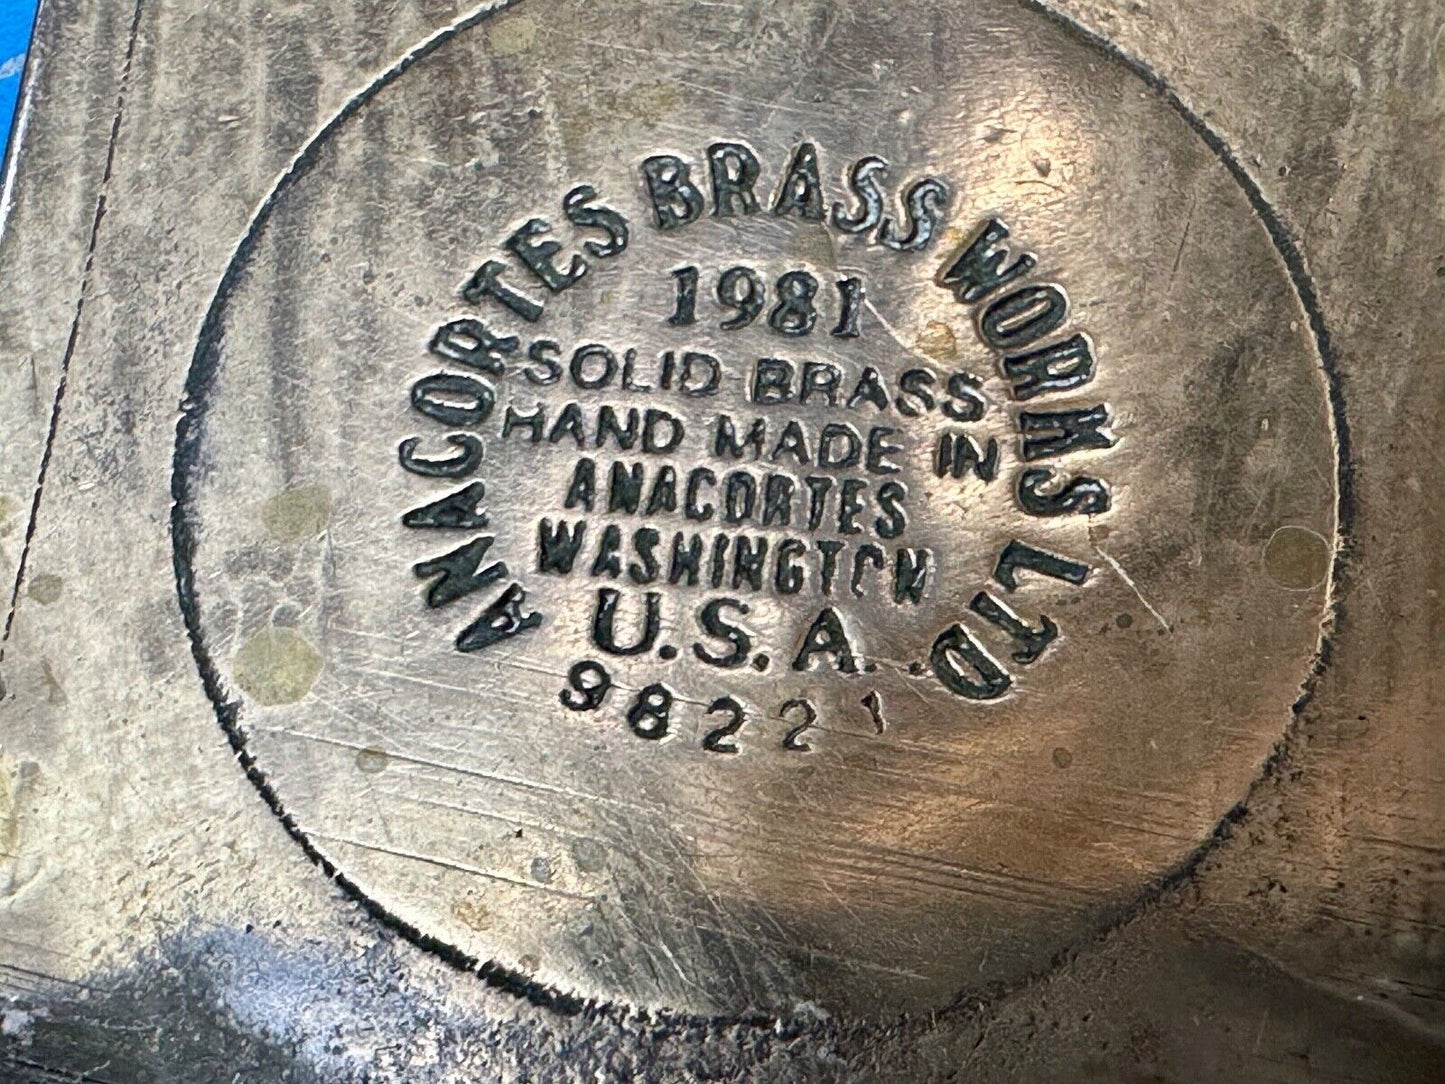 ANACORTES BRASS WORKS LTD.
1981
SOLID BRASS
HAND MADE IN
ANACORTES
WASHINGTON
U.S.A.
98221